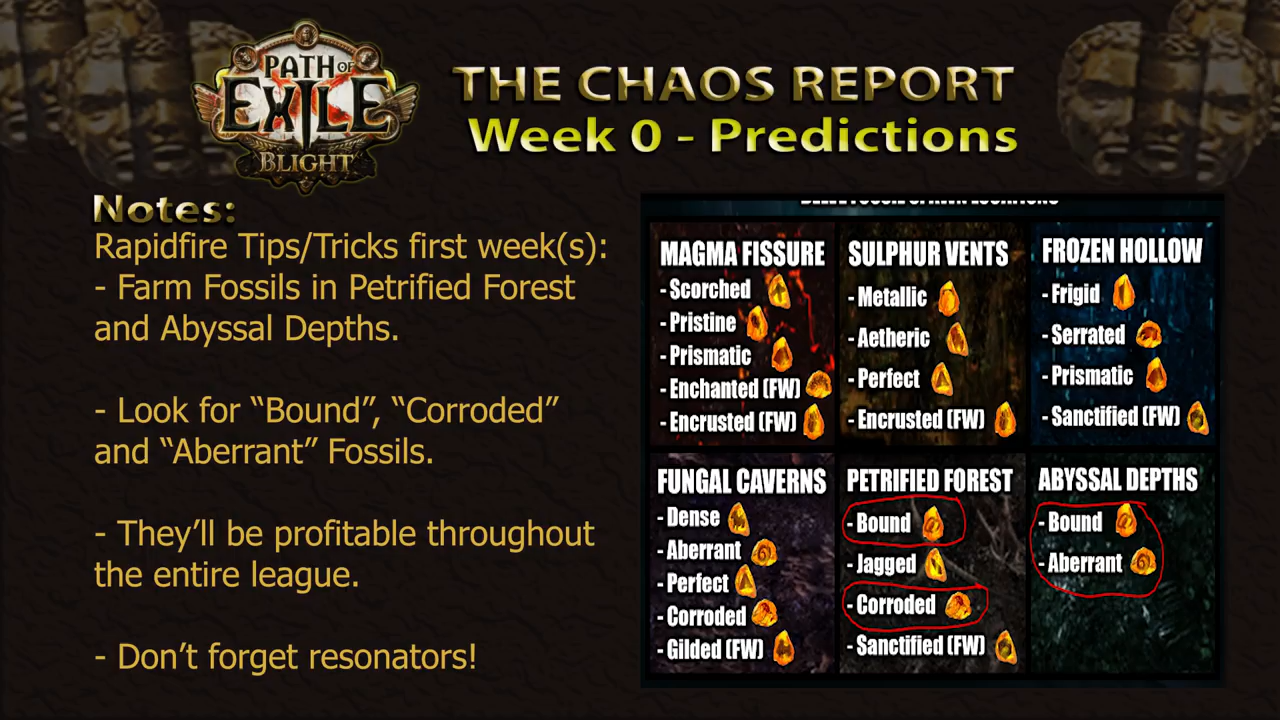 PATH OF
EXILE
BLIGHT
THE CHAOS REPORT
Week 0 - Predictions
Notes:
Rapidfire Tips/Tricks first week(s):
- Farm Fossils in Petrified Forest
and Abyssal Depths.
- Look for “Bound”, “Corroded”
and “Aberrant” Fossils.
- They’ll be profitable throughout
the entire league.
- Don’t forget resonators!
MAGMA FISSURE
- Scorched
- Pristine
- Prismatic
- Enchanted (FW)
- Encrusted (FW)
SULPHUR VENTS
- Metallic
- Aetheric
- Perfect
- Encrusted (FW)
FROZEN HOLLOW
- Frigid
- Serrated
- Prismatic
- Sanctified (FW)
FUNGAL CAVERNS
- Dense
- Aberrant
- Perfect
- Corroded
- Gilded (FW)
PETRIFIED FOREST
- Bound
- Jagged
- Corroded
- Sanctified (FW)
ABYSSAL DEPTHS
- Bound
- Aberrant